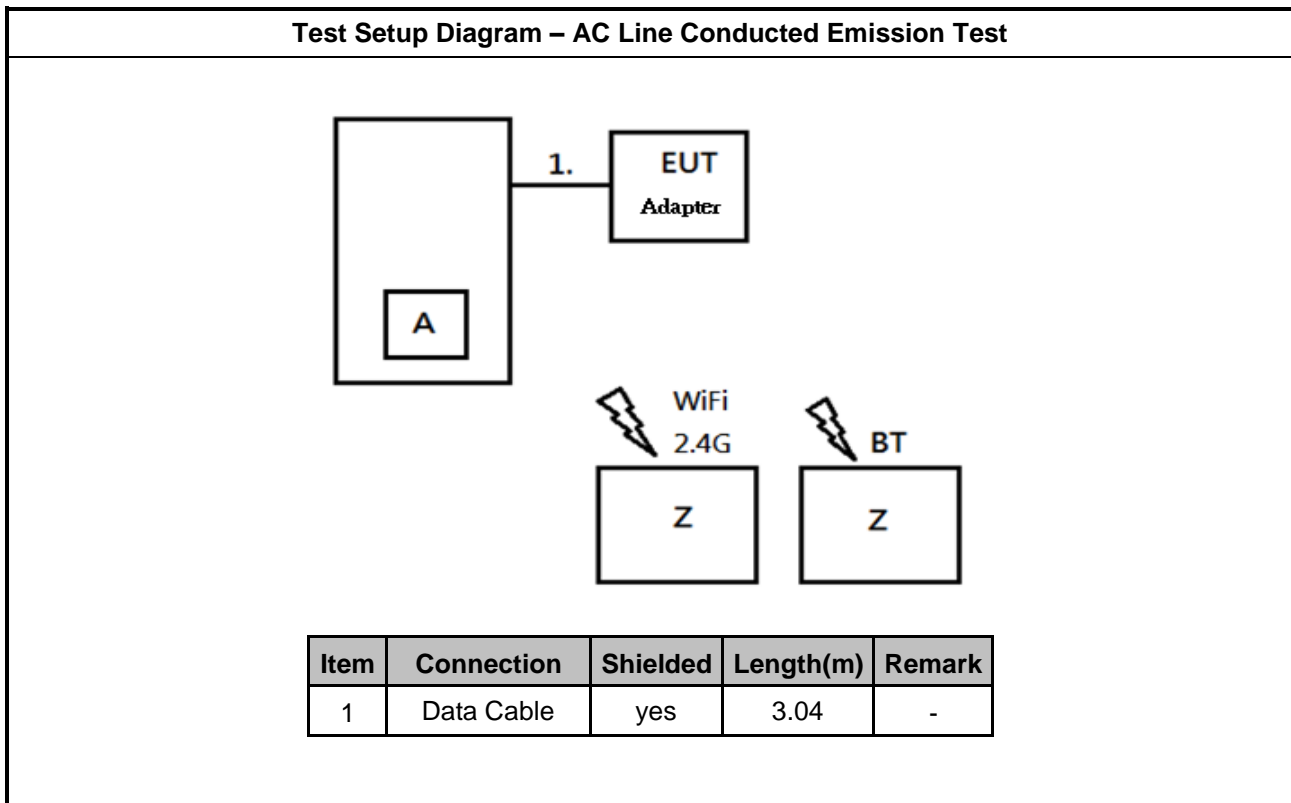 Test Setup Diagram – AC Line Conducted Emission Test
1.
EUT
Adapter
A
WiFi
2.4G
BT
Z
Z
Item Connection Shielded Length(m) Remark
1 Data Cable yes 3.04 -